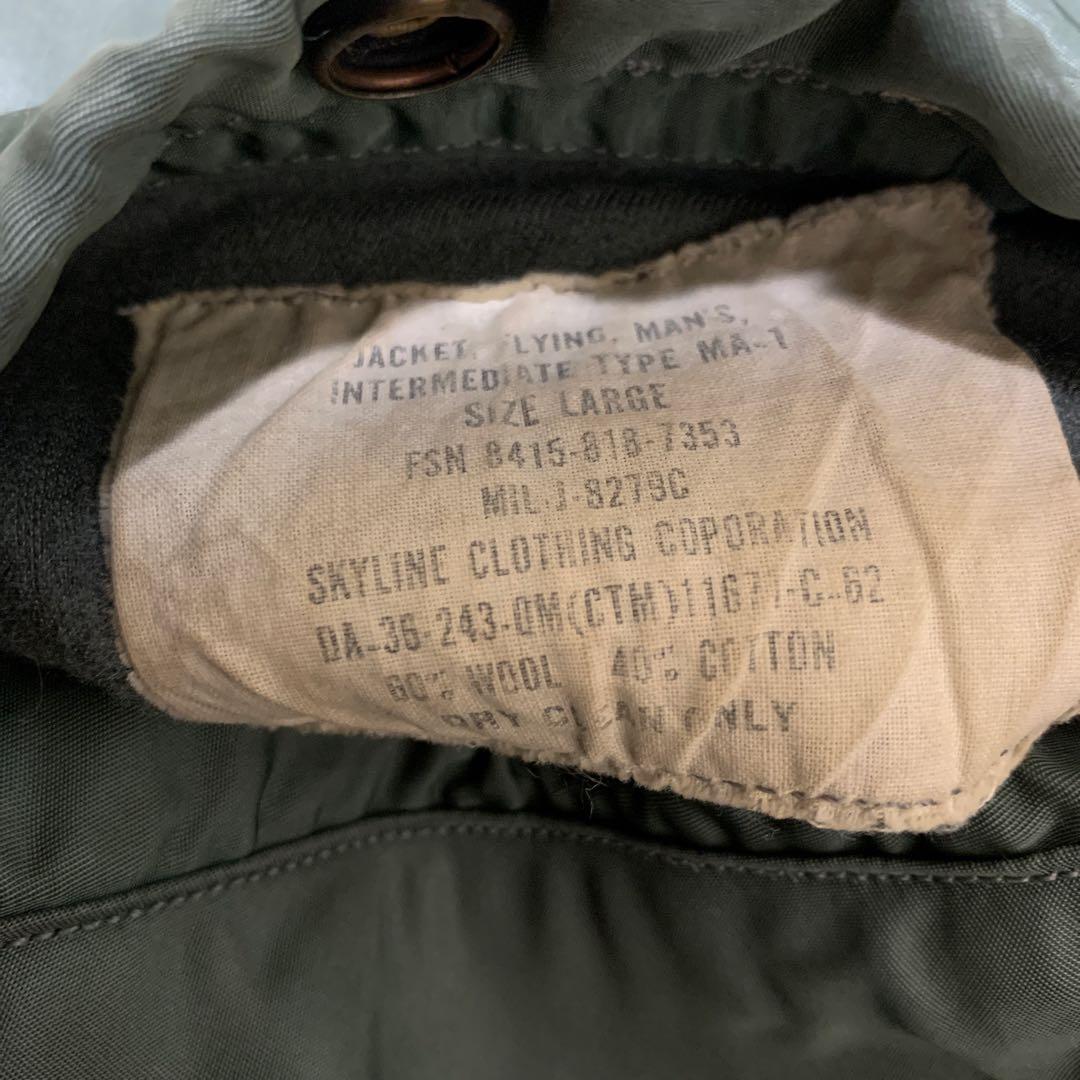 JACKET, FLYING, MAN'S,
INTERMEDIATE TYPE MA-1
SIZE LARGE
FSN 8415-818-7353
MIL-J-8279C
SKYLINE CLOTHING COPORATION
DA-36-243-QM(CTM)11677-C-62
60% WOOL 40% COTTON
DRY CLEAN ONLY